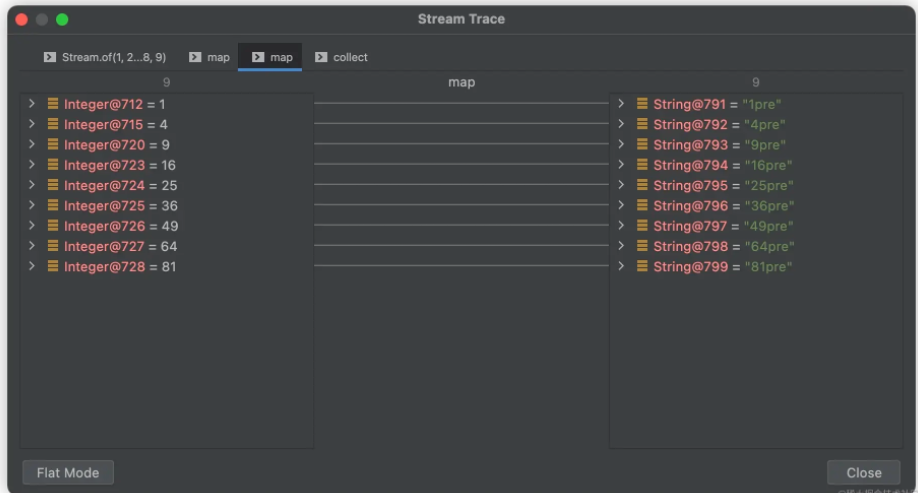 Stream Trace
Stream.of(1, 2...8, 9) map map collect
9 map 9
Integer@712 = 1 String@791 = "1pre"
Integer@715 = 4 String@792 = "4pre"
Integer@720 = 9 String@793 = "9pre"
Integer@723 = 16 String@794 = "16pre"
Integer@724 = 25 String@795 = "25pre"
Integer@725 = 36 String@796 = "36pre"
Integer@726 = 49 String@797 = "49pre"
Integer@727 = 64 String@798 = "64pre"
Integer@728 = 81 String@799 = "81pre"
Flat Mode Close